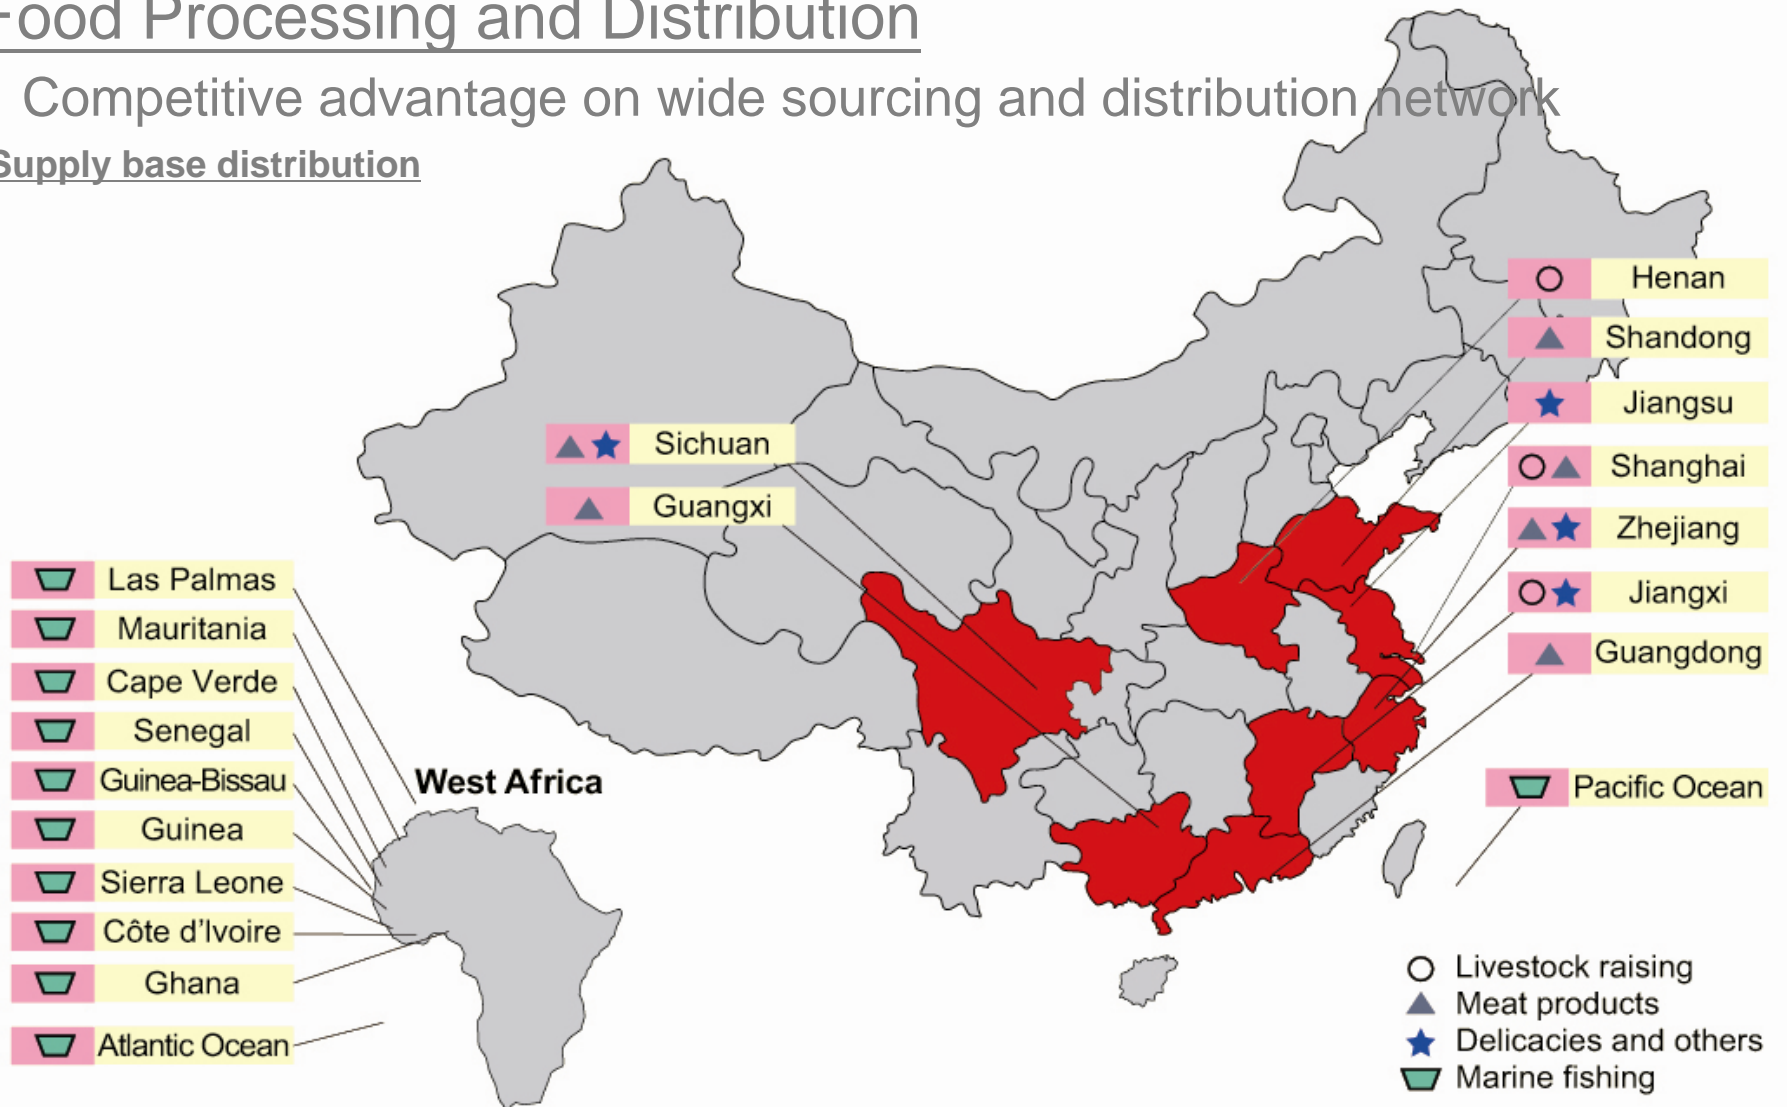 Food Processing and Distribution
Competitive advantage on wide sourcing and distribution network
Supply base distribution
Henan
Shandong
Jiangsu
Shanghai
Zhejiang
Jiangxi
Guangdong
Sichuan
Guangxi
Las Palmas
Mauritania
Cape Verde
Senegal
Guinea-Bissau
Guinea
Sierra Leone
Côte d'Ivoire
Ghana
Atlantic Ocean
West Africa
Pacific Ocean
Livestock raising
Meat products
Delicacies and others
Marine fishing